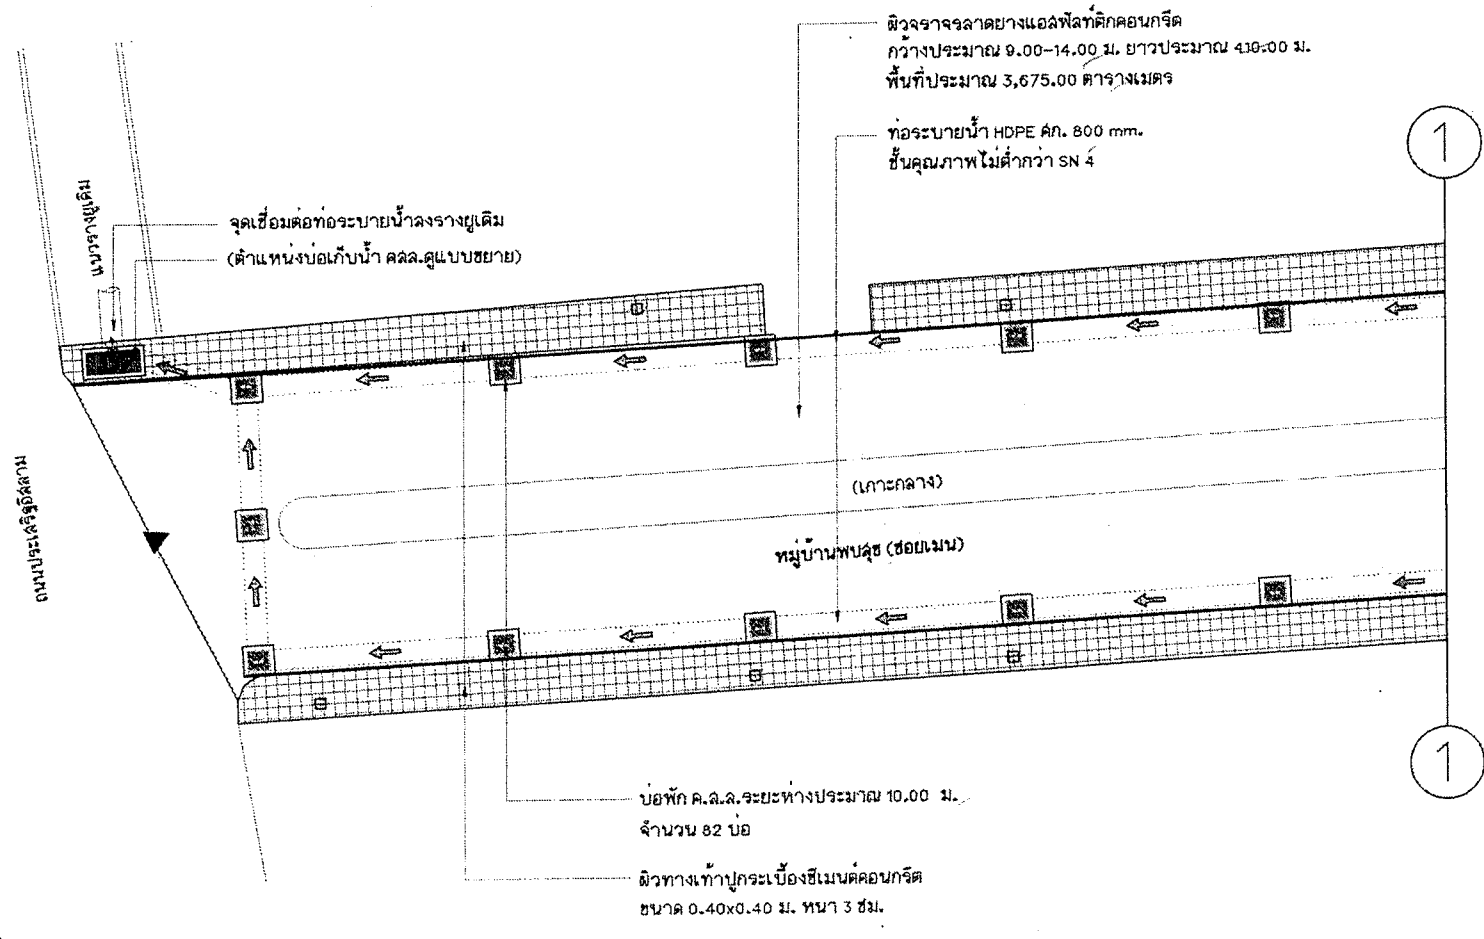 ผิวจราจรลาดยางแอสฟัลท์ติกคอนกรีต
กว้างประมาณ 9.00-14.00 ม. ยาวประมาณ 410.00 ม.
พื้นที่ประมาณ 3,675.00 ตารางเมตร
ท่อระบายน้ำ HDPE ศก. 800 mm.
ชั้นคุณภาพไม่ต่ำกว่า SN 4
1
แนวรางยูเดิม
จุดเชื่อมต่อท่อระบายน้ำลงรางยูเดิม
(ตำแหน่งบ่อเก็บน้ำ คสล.ดูแบบขยาย)
(เกาะกลาง)
หมู่บ้านพบสุข (ซอยเมน)
ถนนประเสริฐอิสลาม
1
บ่อพัก ค.ส.ล.ระยะห่างประมาณ 10.00 ม.
จำนวน 82 บ่อ
ผิวทางเท้าปูกระเบื้องซีเมนต์คอนกรีต
ขนาด 0.40x0.40 ม. หนา 3 ซม.